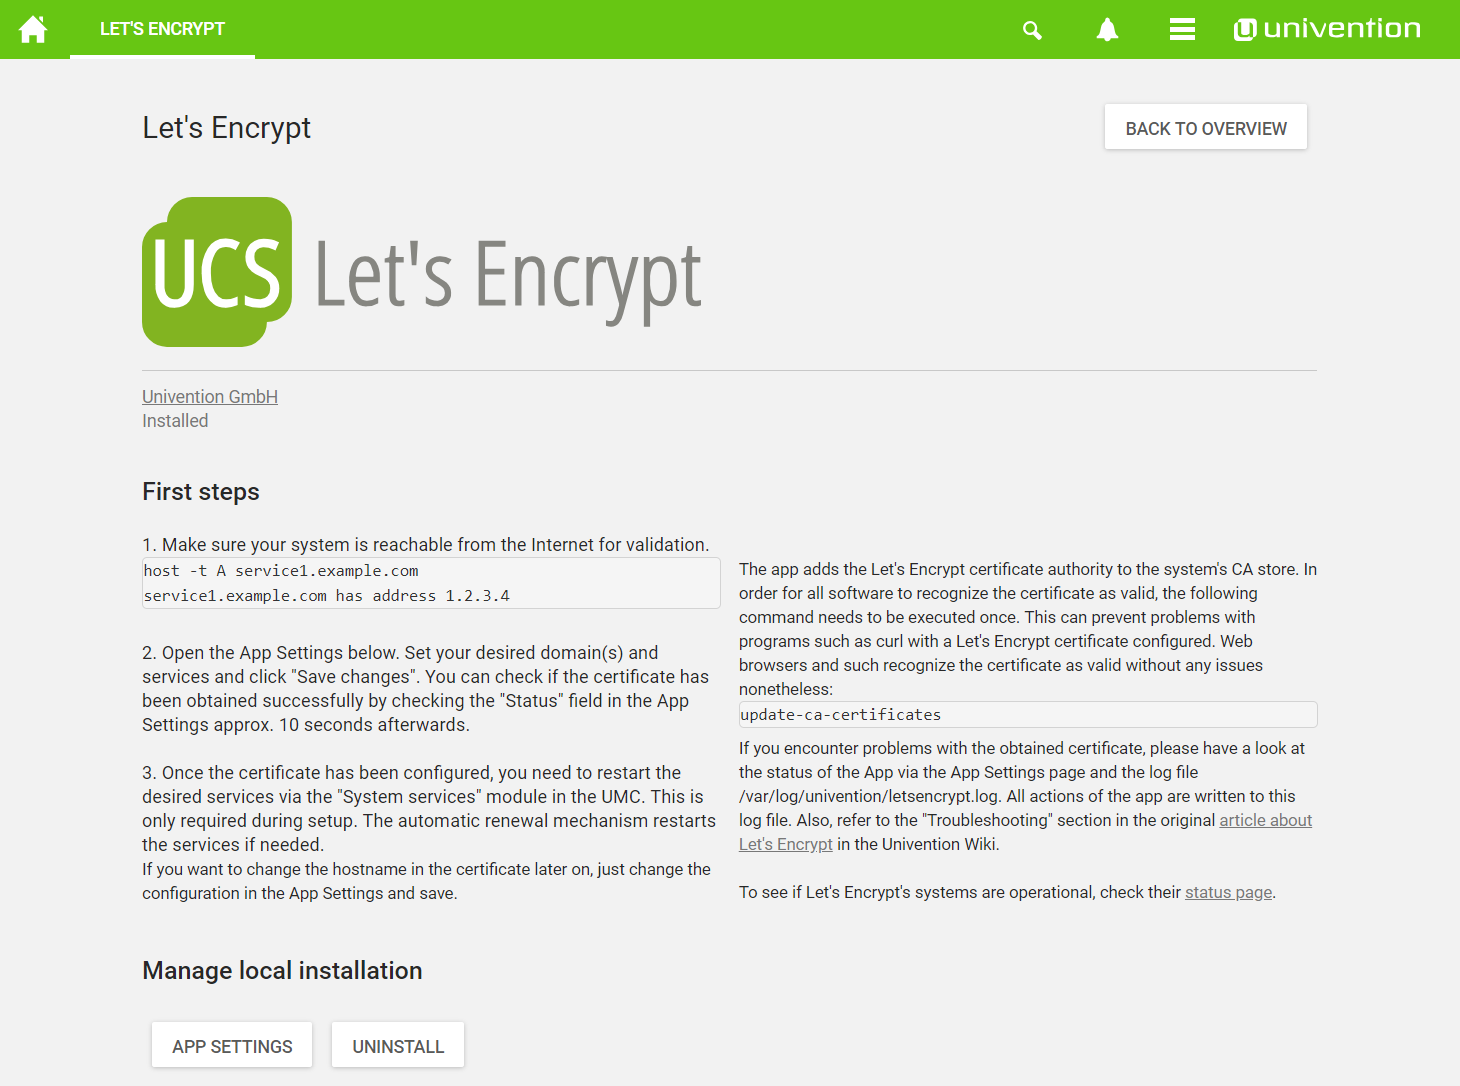 LET'S ENCRYPT
univention
Let's Encrypt
BACK TO OVERVIEW
UCS Let's Encrypt
Univention GmbH
Installed
First steps
1. Make sure your system is reachable from the Internet for validation.
host -t A service1.example.com
service1.example.com has address 1.2.3.4
2. Open the App Settings below. Set your desired domain(s) and
services and click "Save changes". You can check if the certificate has
been obtained successfully by checking the "Status" field in the App
Settings approx. 10 seconds afterwards.
3. Once the certificate has been configured, you need to restart the
desired services via the "System services" module in the UMC. This is
only required during setup. The automatic renewal mechanism restarts
the services if needed.
If you want to change the hostname in the certificate later on, just change the
configuration in the App Settings and save.
The app adds the Let's Encrypt certificate authority to the system's CA store. In
order for all software to recognize the certificate as valid, the following
command needs to be executed once. This can prevent problems with
programs such as curl with a Let's Encrypt certificate configured. Web
browsers and such recognize the certificate as valid without any issues
nonetheless:
update-ca-certificates
If you encounter problems with the obtained certificate, please have a look at
the status of the App via the App Settings page and the log file
/var/log/univention/letsencrypt.log. All actions of the app are written to this
log file. Also, refer to the "Troubleshooting" section in the original article about
Let's Encrypt in the Univention Wiki.
To see if Let's Encrypt's systems are operational, check their status page.
Manage local installation
APP SETTINGS
UNINSTALL